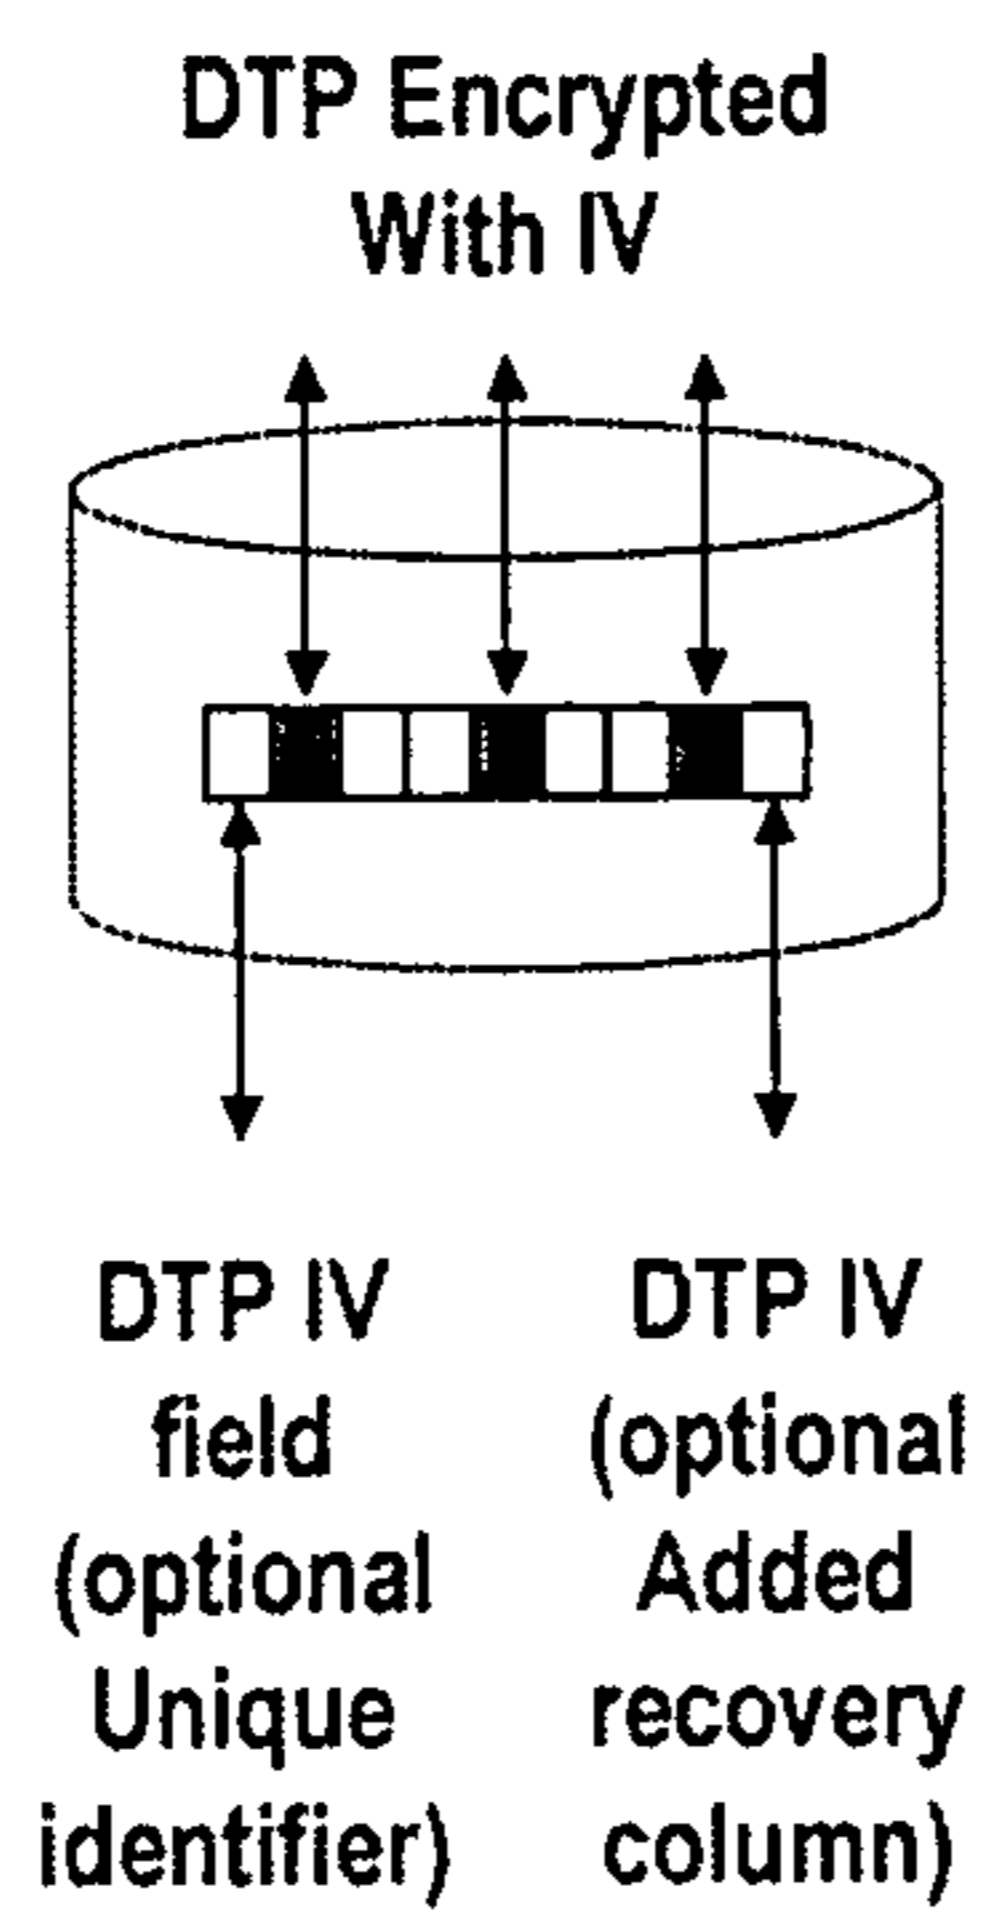 DTP Encrypted
With IV
DTP IV
field
(optional
Unique
identifier)
DTP IV
(optional
Added
recovery
column)